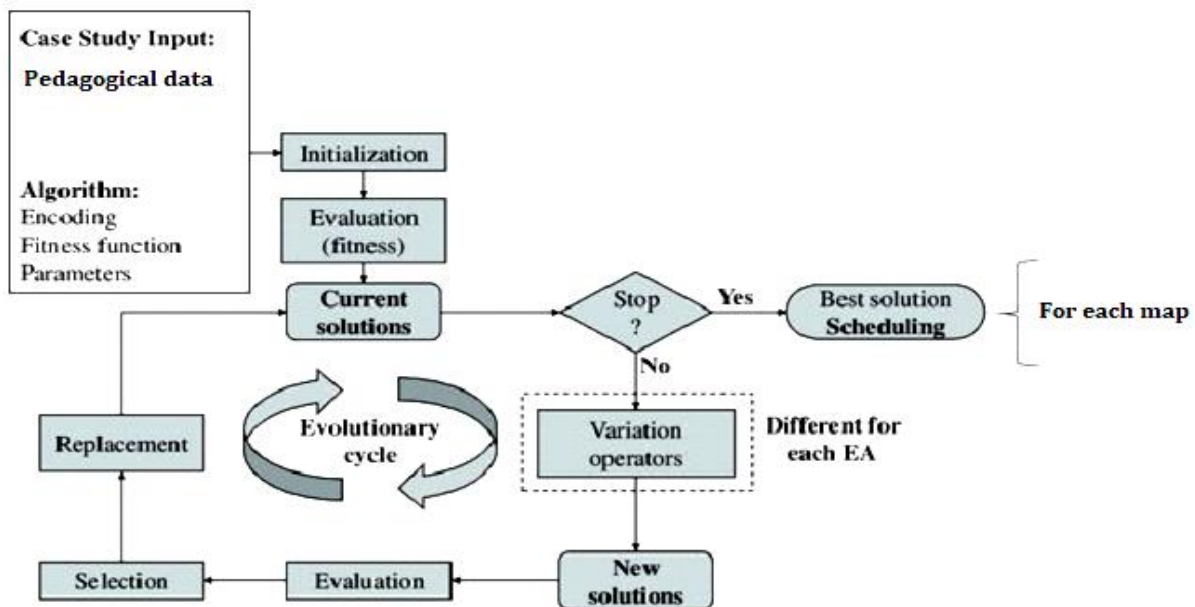 Case Study Input:
Pedagogical data
Algorithm:
Encoding
Fitness function
Parameters
Initialization
Evaluation
(fitness)
Current
solutions
Stop
?
Yes
Best solution
Scheduling
For each map
No
Variation
operators
Different for
each EA
Evolutionary
cycle
Replacement
Selection
Evaluation
New
solutions